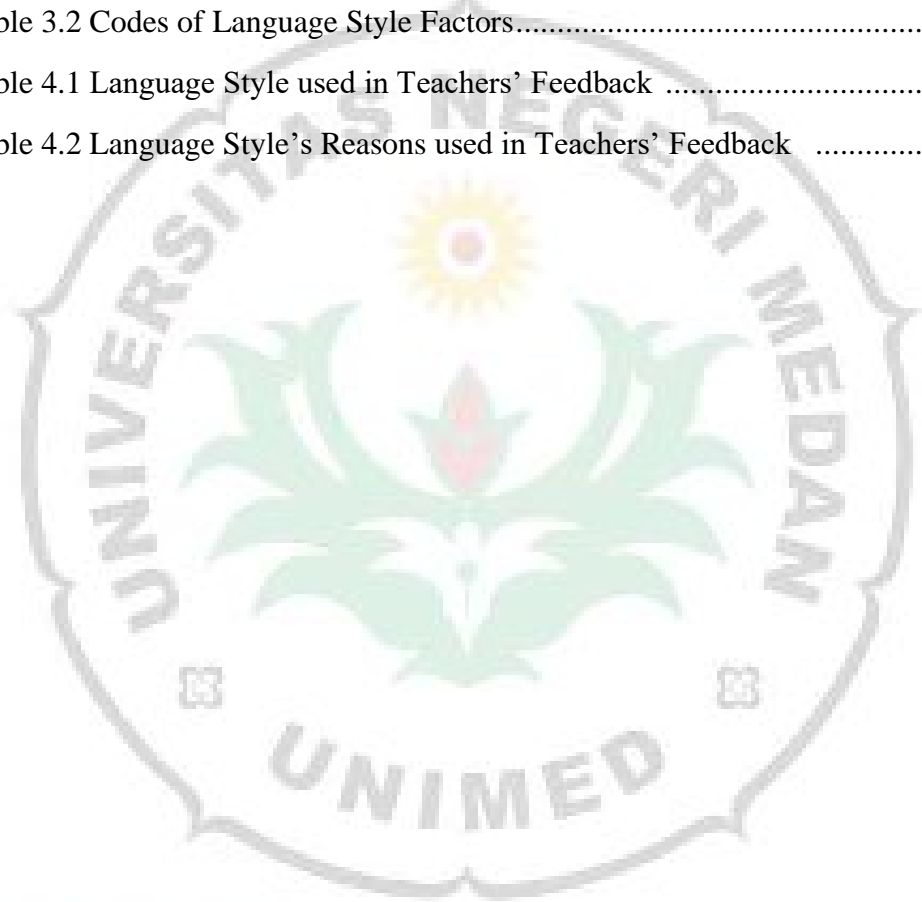 ble 3.2 Codes of Language Style Factors..................................................
ble 4.1 Language Style used in Teachers’ Feedback ................................
ble 4.2 Language Style’s Reasons used in Teachers’ Feedback .............
UNIVERSITAS NEGERI MEDAN
UNIMED